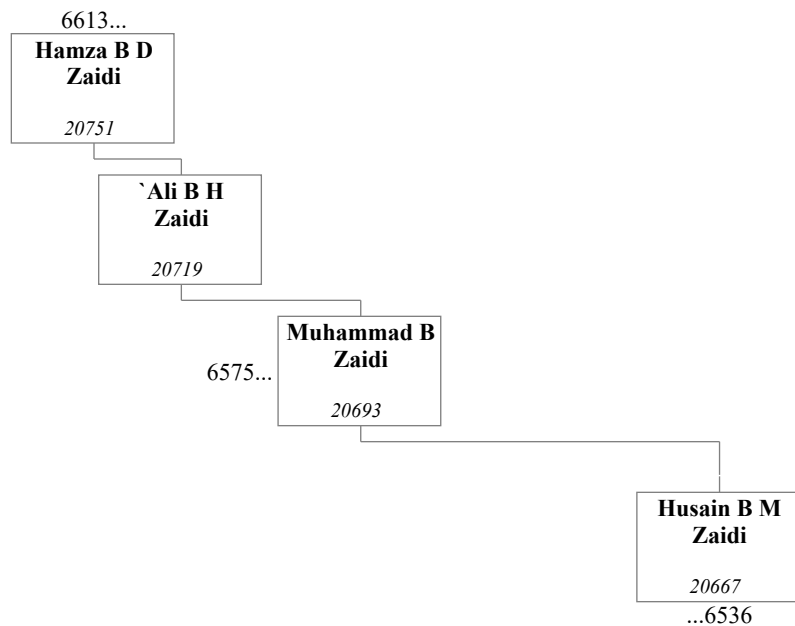 6613...
Hamza B D
Zaidi
20751
`Ali B H
Zaidi
20719
Muhammad B
Zaidi
6575...
20693
Husain B M
Zaidi
20667
...6536